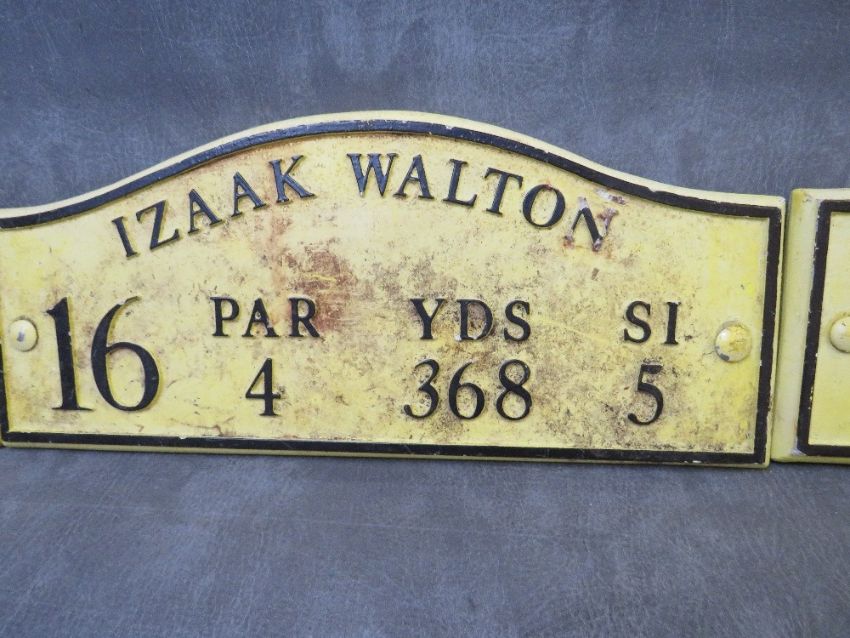 IZAAK WALTON
16 PAR YDS SI
4 368 5